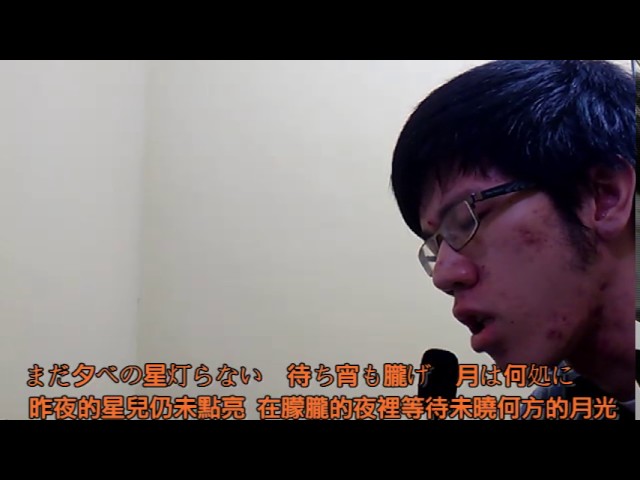 まだ夕べの星灯らない　待ち宵も朧げ　月は何処に
昨夜的星兒仍未點亮 在朦朧的夜裡等待未曉何方的月光